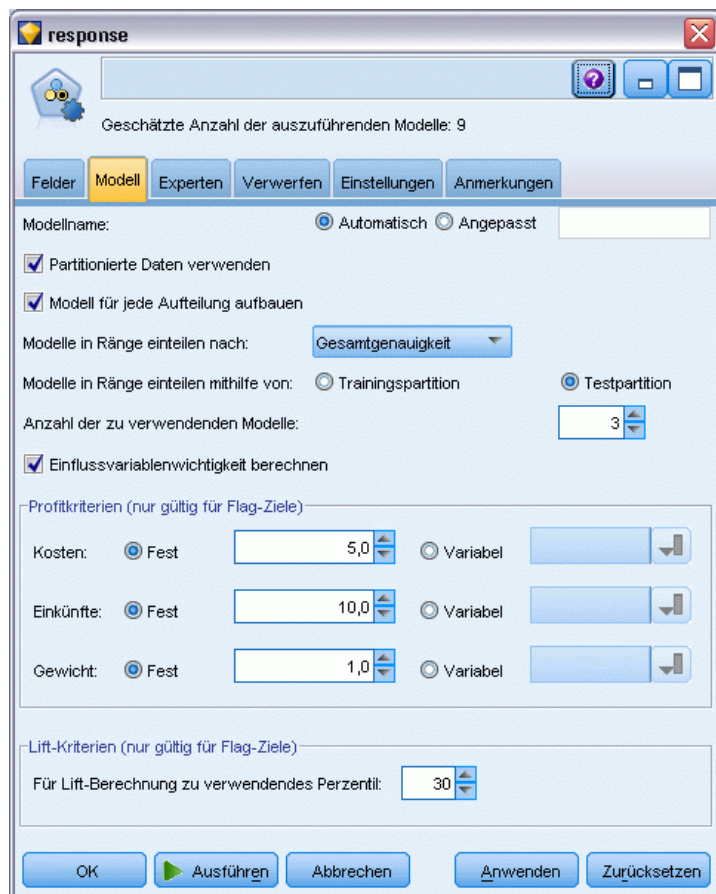 response
Geschätzte Anzahl der auszuführenden Modelle: 9
Felder Modell Experten Verwerfen Einstellungen Anmerkungen
Modellname: Automatisch Angepasst
Partitionierte Daten verwenden
Modell für jede Aufteilung aufbauen
Modelle in Ränge einteilen nach: Gesamtgenauigkeit
Modelle in Ränge einteilen mithilfe von: Trainingspartition Testpartition
Anzahl der zu verwendenden Modelle: 3
Einflussvariablenwichtigkeit berechnen
Profitkriterien (nur gültig für Flag-Ziele)
Kosten: Fest 5,0 Variabel
Einkünfte: Fest 10,0 Variabel
Gewicht: Fest 1,0 Variabel
Lift-Kriterien (nur gültig für Flag-Ziele)
Für Lift-Berechnung zu verwendendes Perzentil: 30
OK Ausführen Abbrechen Anwenden Zurücksetzen